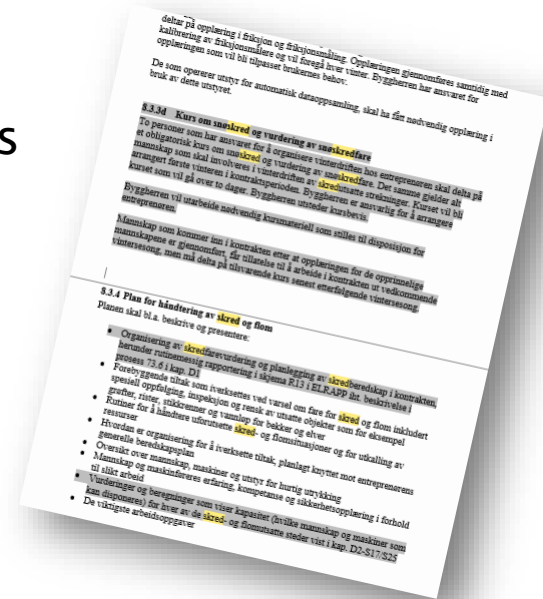 s
deltar på opplæring i friksjon og friksjonsmåling. Opplæringen gjennomføres samtidig med
kalibrering av friksjonsmålere og vil foregå hver vinter. Byggherren har ansvaret for
opplæringen som vil bli tilpasset brukernes behov.
De som opererer utstyr for automatisk dataoppsamling, skal ha fått nødvendig opplæring i
bruk av dette utstyret.
8.3.3d Kurs om snøskred og vurdering av snøskredfare
To personer som har ansvaret for å organisere vinterdriften hos entreprenøren skal delta på
et obligatorisk kurs om snøskred og vurdering av snøskredfare. Det samme gjelder alt
mannskap som skal involveres i vinterdriften av skredutsatte strekninger. Kurset vil bli
arrangert første vinteren i kontraktsperioden. Byggherren er ansvarlig for å arrangere
kurset som vil gå over to dager. Byggherren utsteder kursbevis.
Byggherren vil utarbeide nødvendig kursmateriell som stilles til disposisjon for
entreprenøren.
Mannskap som kommer inn i kontrakten etter at opplæringen for de opprinnelige
mannskapene er gjennomført, får tillatelse til å arbeide i kontrakten ut vedkommende
vintersesong, men må delta på tilsvarende kurs senest etterfølgende vintersesong.
8.3.4 Plan for håndtering av skred og flom
Planen skal bl.a. beskrive og presentere:
• Organisering av skredfarevurdering og planlegging av skredberedskap i kontrakten,
herunder rutinemessig rapportering i skjema R13 i ELRAPP iht. beskrivelse i
prosess 73.6 i kap. D1
• Forebyggende tiltak som iverksettes ved varsel om fare for skred og flom inkludert
spesiell oppfølging, inspeksjon og rensk av utsatte objekter som for eksempel
grøfter, rister, stikkrenner og vannløp for bekker og elver
• Rutiner for å håndtere uforutsette skred- og flomsituasjoner og for utkalling av
ressurser
• Hvordan er organisering for å iverksette tiltak, planlagt knyttet mot entreprenørens
generelle beredskapsplan
• Oversikt over mannskap, maskiner og utstyr for hurtig utrykking
• Mannskap og maskinføreres erfaring, kompetanse og sikkerhetsopplæring i forhold
til slikt arbeid
• Vurderinger og beregninger som viser kapasitet (hvilke mannskap og maskiner som
kan disponeres) for hver av de skred- og flomutsatte steder vist i kap. D2-S17/S25
• De viktigste arbeidsoppgaver